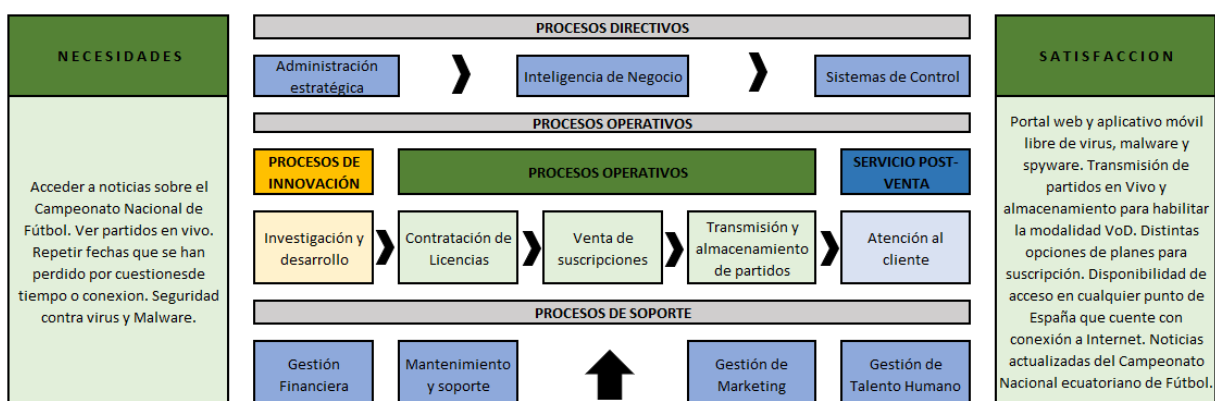 NECESIDADES
Acceder a noticias sobre el
Campeonato Nacional de
Fútbol. Ver partidos en vivo.
Repetir fechas que se han
perdido por cuestionesde
tiempo o conexion. Seguridad
contra virus y Malware.
PROCESOS DIRECTIVOS
Administración
estratégica
Inteligencia de Negocio
Sistemas de Control
PROCESOS OPERATIVOS
PROCESOS DE
INNOVACIÓN
PROCESOS OPERATIVOS
SERVICIO POST-
VENTA
Investigación y
desarrollo
Contratación de
Licencias
Venta de
suscripciones
Transmisión y
almacenamiento
de partidos
Atención al
cliente
PROCESOS DE SOPORTE
Gestión
Financiera
Mantenimiento
y soporte
Gestión de
Marketing
Gestión de
Talento Humano
SATISFACCION
Portal web y aplicativo móvil
libre de virus, malware y
spyware. Transmisión de
partidos en Vivo y
almacenamiento para habilitar
la modalidad VoD. Distintas
opciones de planes para
suscripción. Disponibilidad de
acceso en cualquier punto de
España que cuente con
conexión a Internet. Noticias
actualizadas del Campeonato
Nacional ecuatoriano de Fútbol.